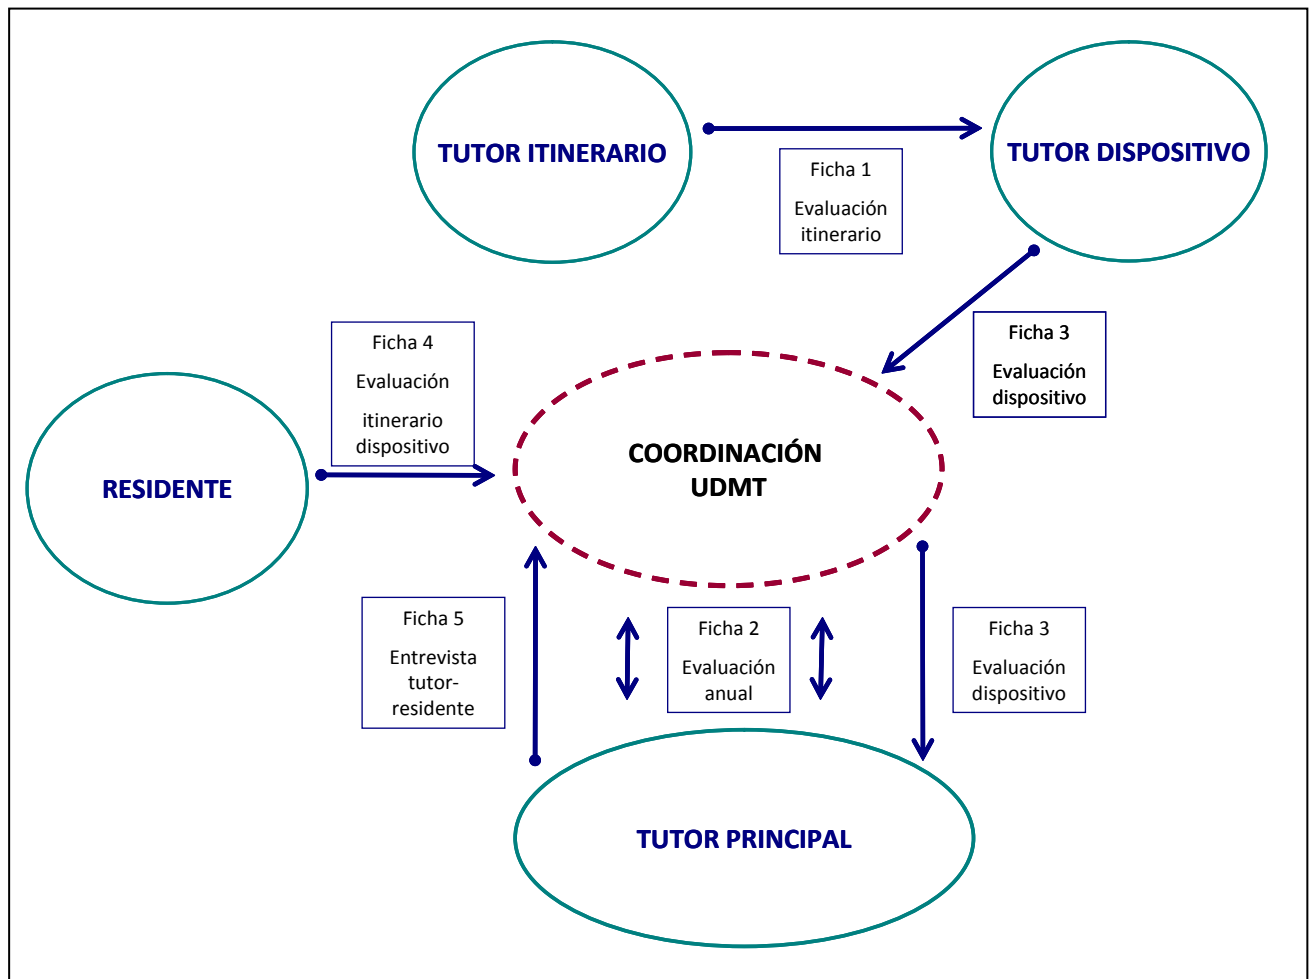 TUTOR ITINERARIO
TUTOR DISPOSITIVO
Ficha 1
Evaluación
itinerario
Ficha 3
Evaluación
dispositivo
Ficha 4
Evaluación
itinerario
dispositivo
RESIDENTE
COORDINACIÓN
UDMT
Ficha 5
Entrevista
tutor-
residente
Ficha 2
Evaluación
anual
Ficha 3
Evaluación
dispositivo
TUTOR PRINCIPAL